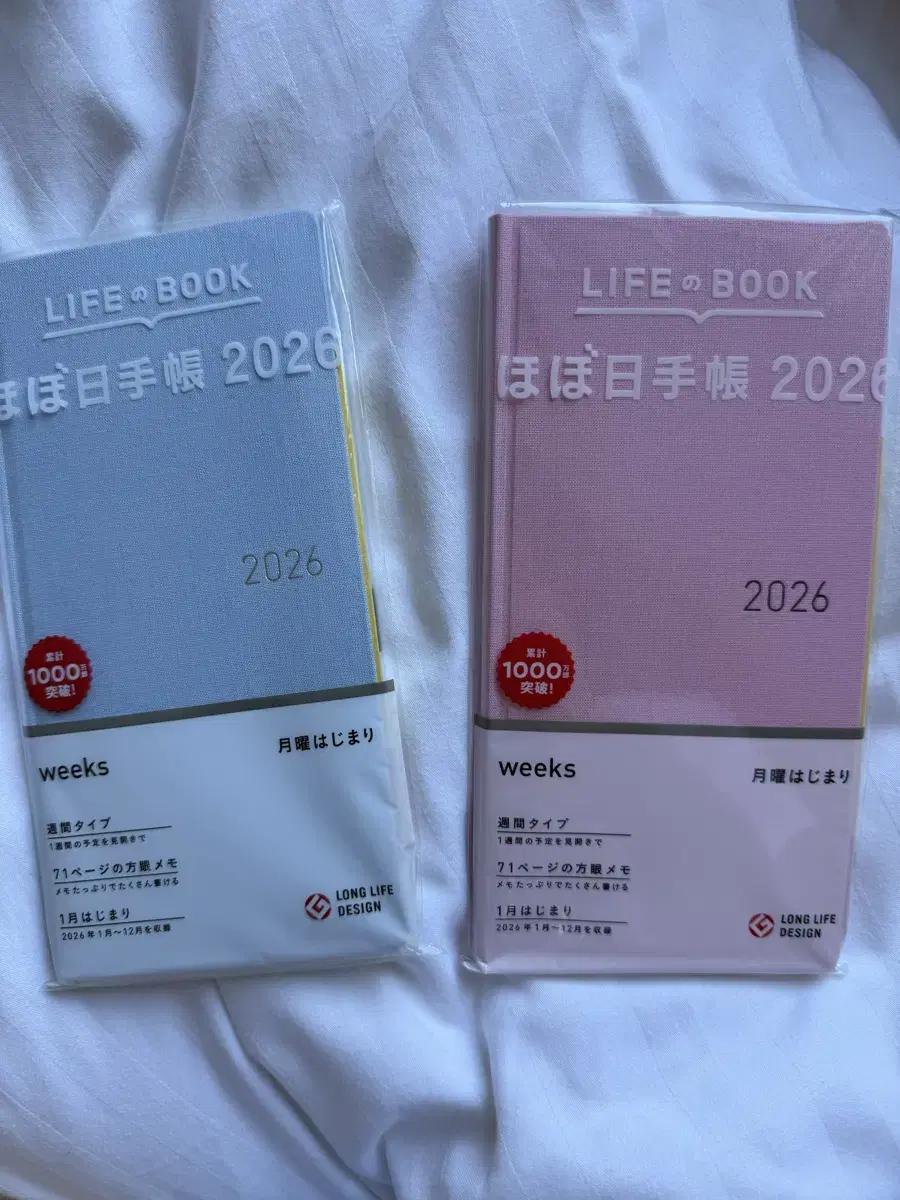 LIFEのBOOK
ほぼ日手帳 2026
2026
累計
1000万部
突破!
weeks
月曜はじまり
週間タイプ
1週間の予定を見開きで
71ページの方眼メモ
メモたっぷりでたくさん書ける
1月はじまり
2026年1月〜12月を収録
LONG LIFE
DESIGN
LIFEのBOOK
ほぼ日手帳 2026
2026
累計
1000万部
突破!
weeks
月曜はじまり
週間タイプ
1週間の予定を見開きで
71ページの方眼メモ
メモたっぷりでたくさん書ける
1月はじまり
2026年1月〜12月を収録
LONG LIFE
DESIGN